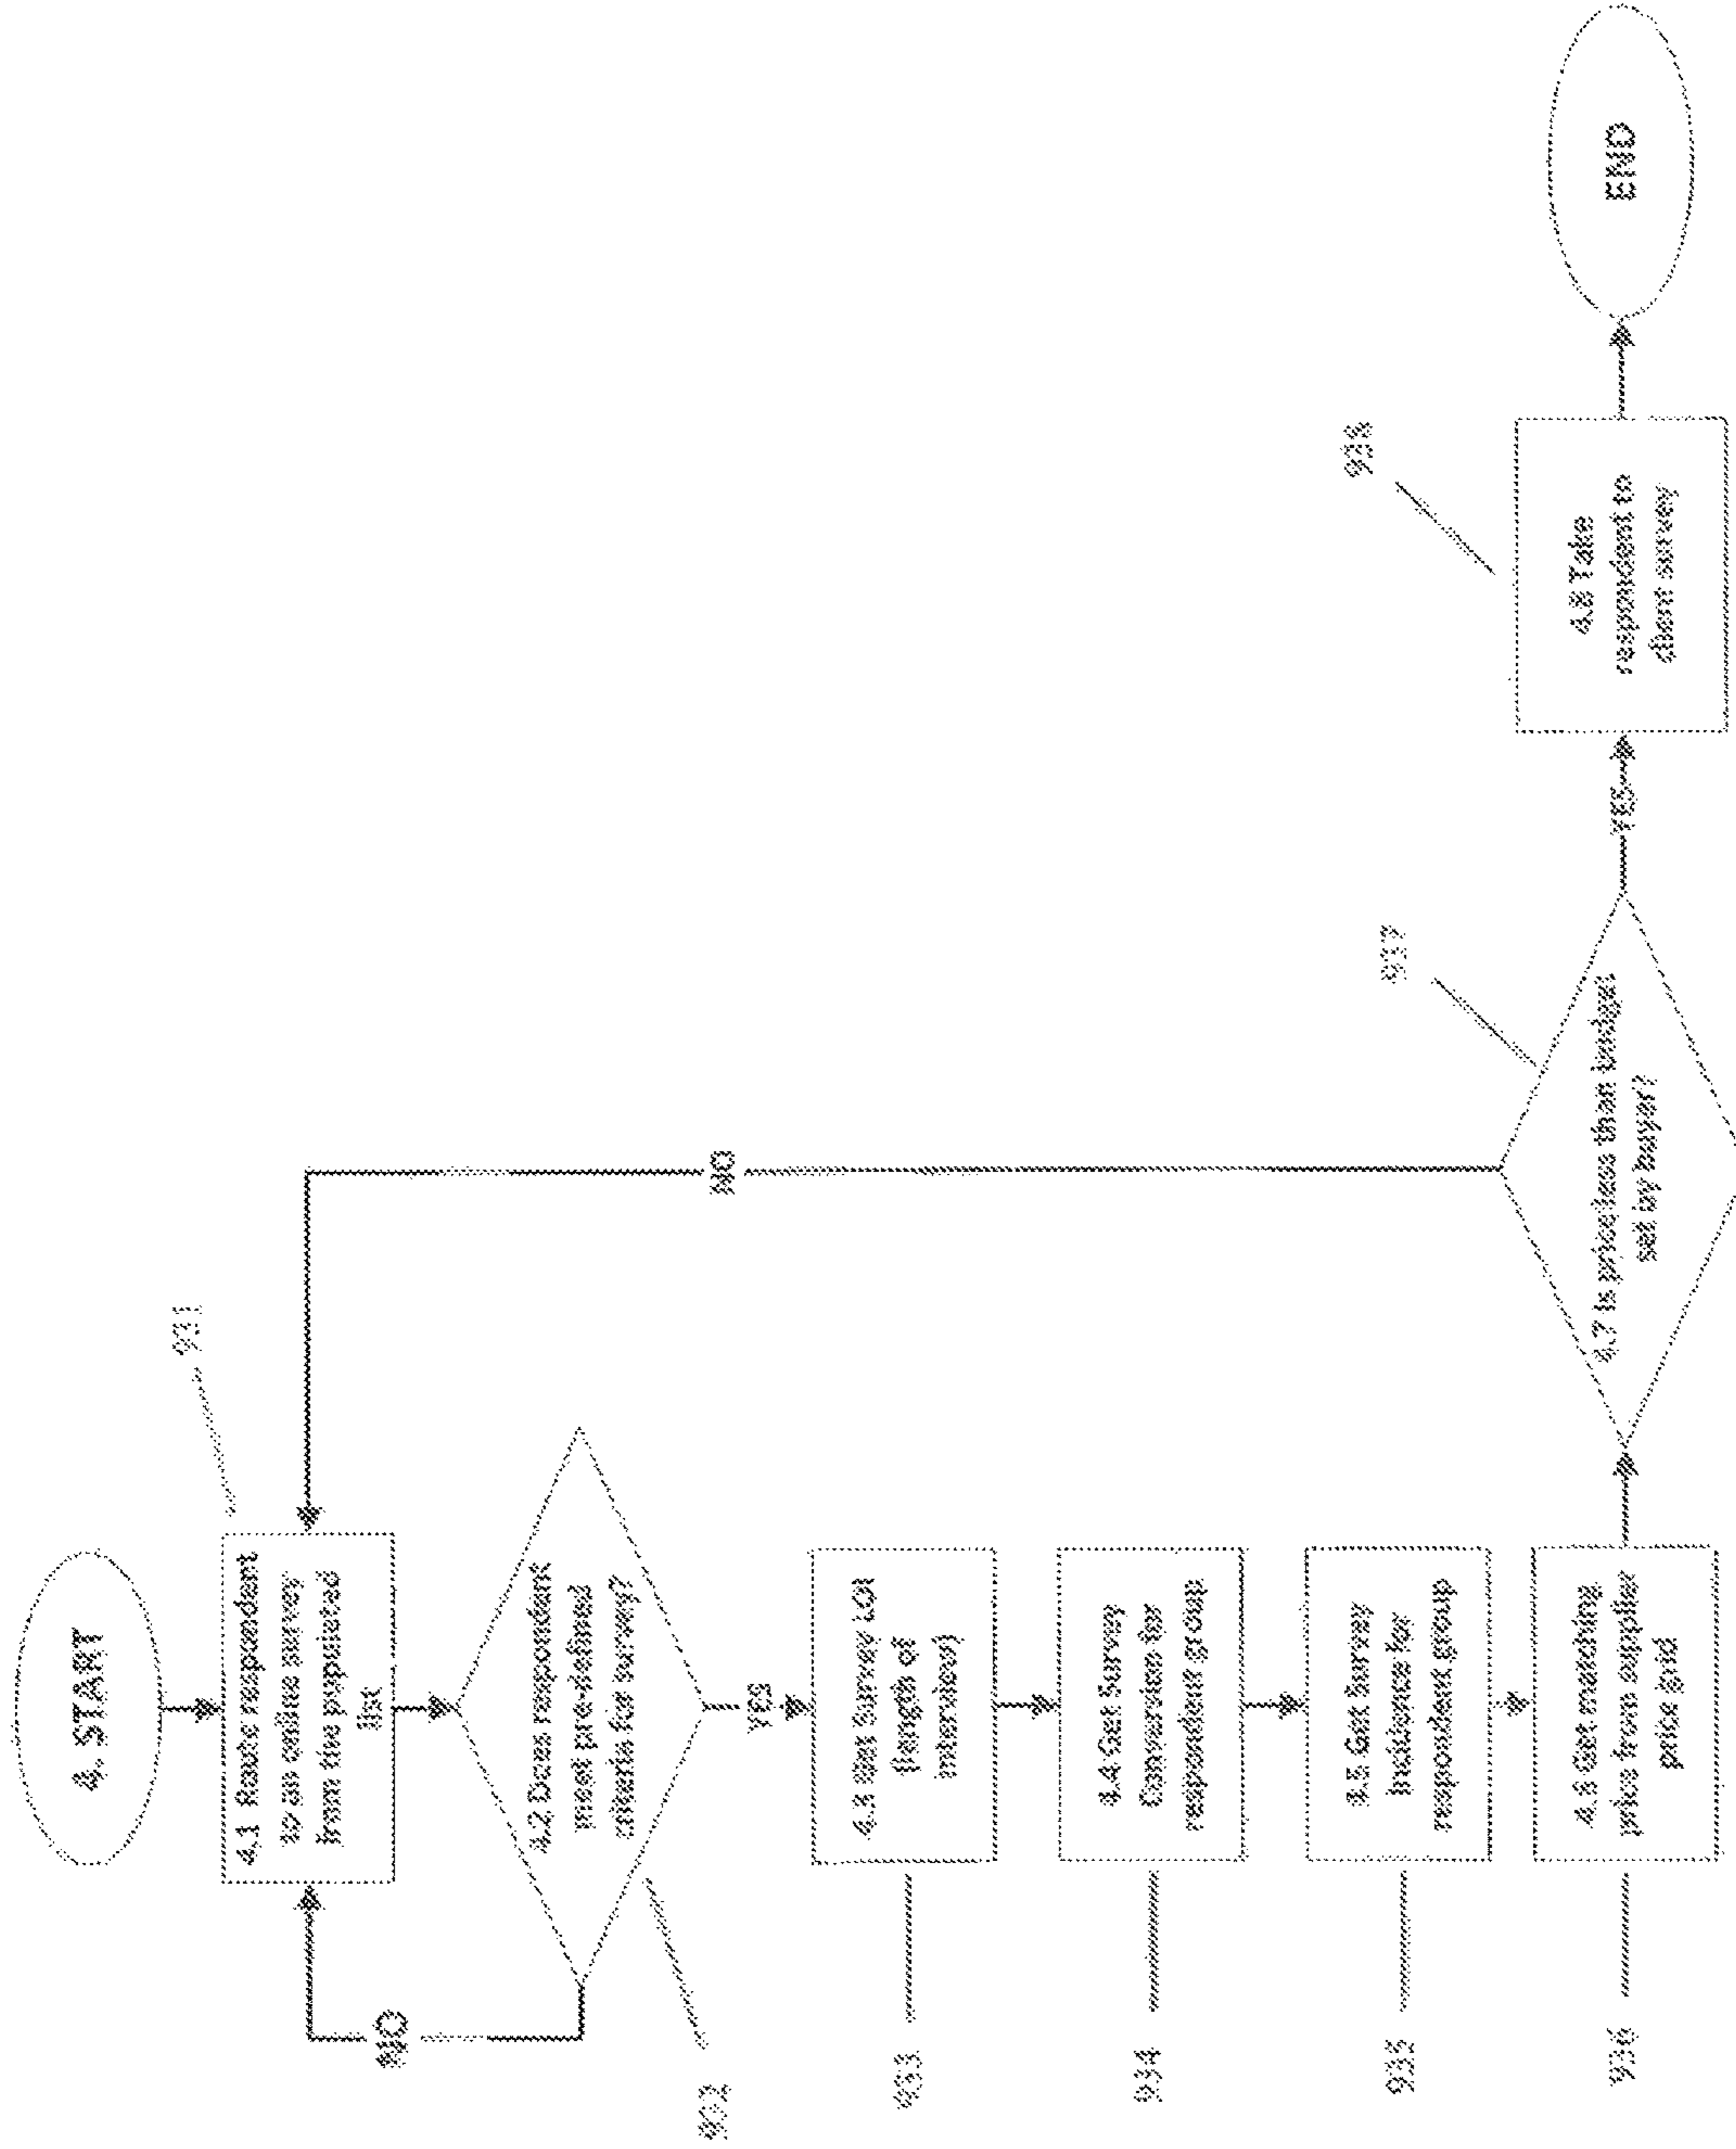 4. START
931
4.1 Route respondent
to an online survey
from the populated
list
NO
4.2 Does respondent
meet pre-defined
criteria for survey?
932
YES
4.3 Get Survey LOI
(length of
interview)
933
4.4 Get Survey
Conversion for
respondent group
934
4.5 Get Survey
Incidence for
respondent group
935
4.6 Get matching
price from supplier
price grid
936
4.7 Is price less than budget
set by buyer?
937
NO
YES
4.8 Take
respondent to
client survey
938
END